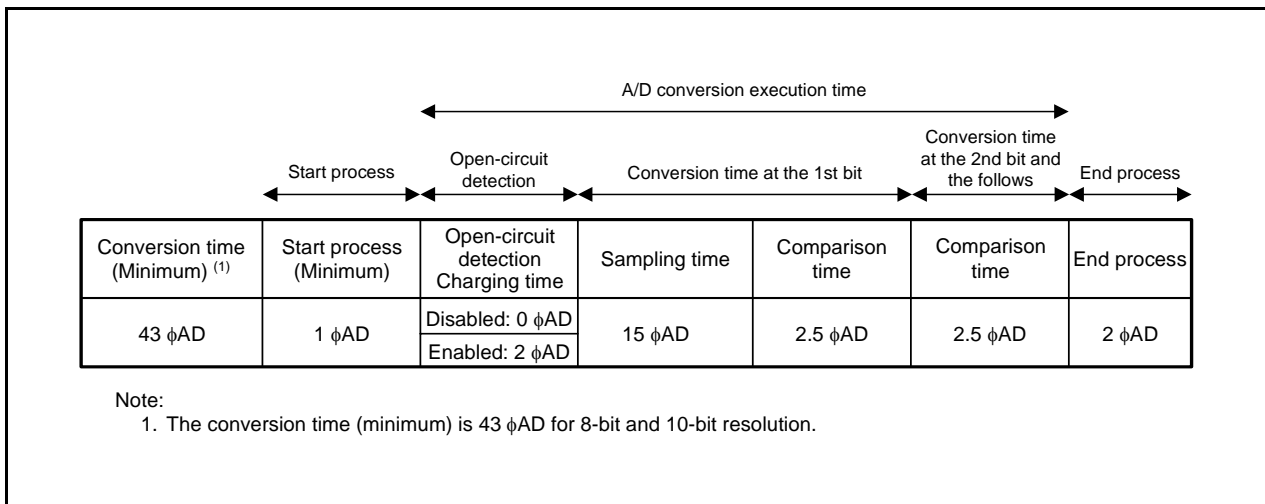 A/D conversion execution time
Start process
Open-circuit
detection
Conversion time at the 1st bit
Conversion time
at the 2nd bit and
the follows
End process
Conversion time
(Minimum) (1)
Start process
(Minimum)
Open-circuit
detection
Charging time
Sampling time
Comparison
time
Comparison
time
End process
43 ϕAD
1 ϕAD
Disabled: 0 ϕAD
Enabled: 2 ϕAD
15 ϕAD
2.5 ϕAD
2.5 ϕAD
2 ϕAD
Note:
1. The conversion time (minimum) is 43 ϕAD for 8-bit and 10-bit resolution.